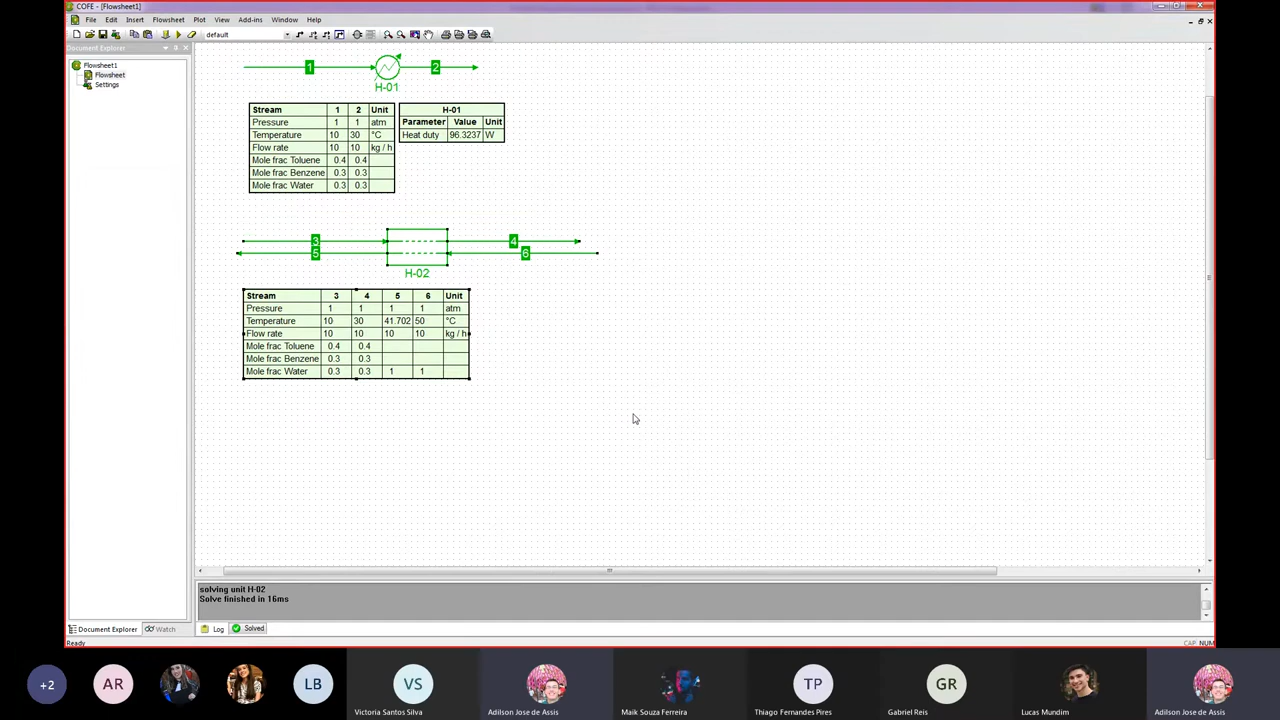 COFE - [Flowsheet1]
File Edit Insert Flowsheet Plot View Add-ins Window Help
default
Document Explorer
Flowsheet1
Flowsheet
Settings
1 2
H-01
Stream 1 2 Unit
Pressure 1 1 atm
Temperature 10 30 °C
Flow rate 10 10 kg / h
Mole frac Toluene 0.4 0.4
Mole frac Benzene 0.3 0.3
Mole frac Water 0.3 0.3
H-01
Parameter Value Unit
Heat duty 96.3237 W
3 4
5 6
H-02
Stream 3 4 5 6 Unit
Pressure 1 1 1 1 atm
Temperature 10 30 41.702 50 °C
Flow rate 10 10 10 10 kg / h
Mole frac Toluene 0.4 0.4
Mole frac Benzene 0.3 0.3
Mole frac Water 0.3 0.3 1 1
solving unit H-02
Solve finished in 16ms
Document Explorer Watch
Log Solved
Ready
CAP NUM
+2 AR LB VS TP GR
Victoria Santos Silva
Adilson Jose de Assis
Maik Souza Ferreira
Thiago Fernandes Pires
Gabriel Reis
Lucas Mundim
Adilson Jose de Assis